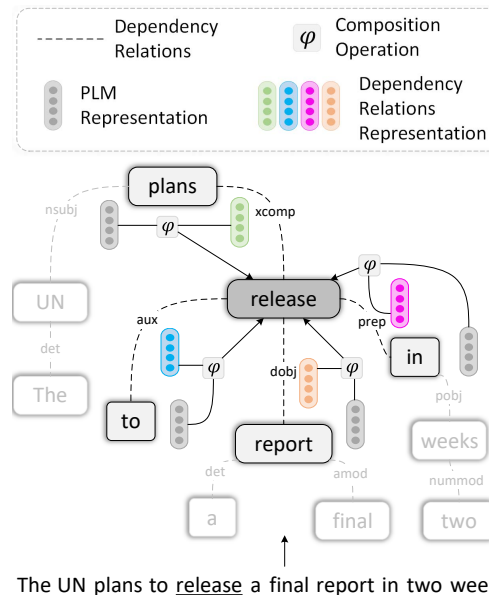 Dependency Relations
φ Composition Operation
PLM Representation
Dependency Relations Representation
plans
nsubj
xcomp
φ
φ
UN
release
aux
prep
det
φ
dobj
φ
in
The
to
pobj
report
weeks
det
amod
nummod
a
final
two
The UN plans to release a final report in two wee